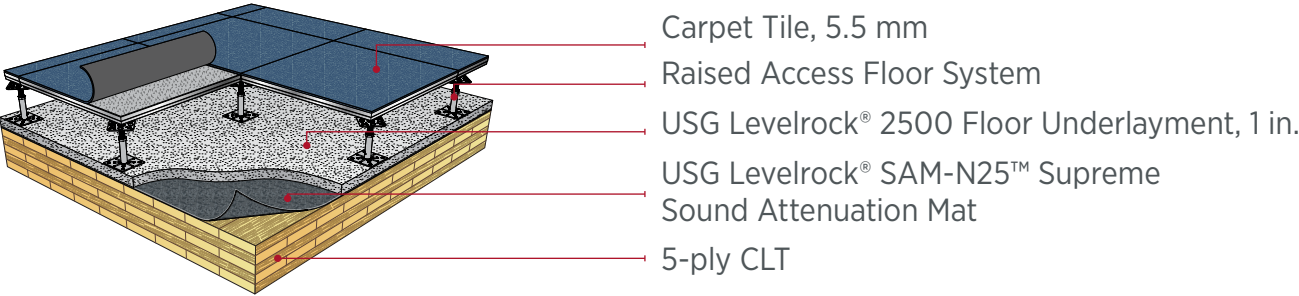 Carpet Tile, 5.5 mm
Raised Access Floor System
USG Levelrock® 2500 Floor Underlayment, 1 in.
USG Levelrock® SAM-N25™ Supreme
Sound Attenuation Mat
5-ply CLT